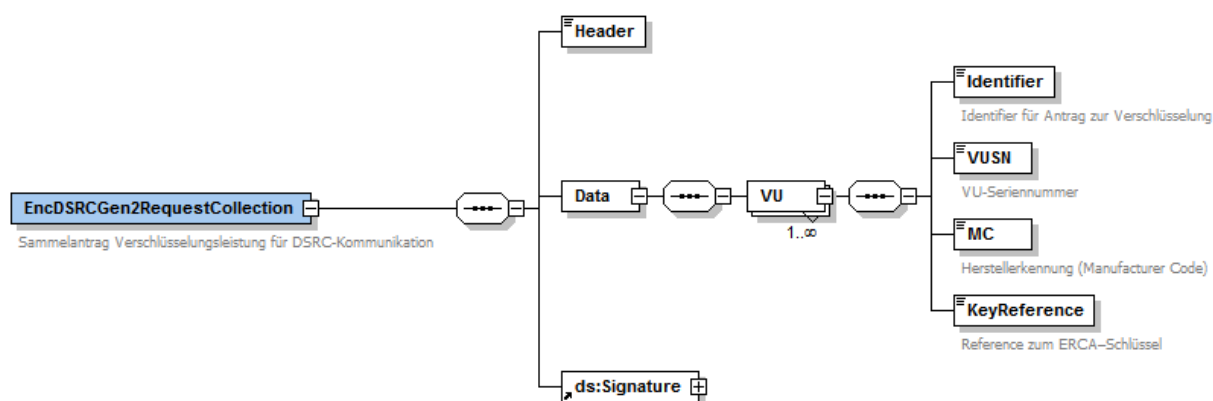 Header
Identifier
Identifier für Antrag zur Verschlüsselung
VUSN
VU-Seriennummer
EncDSRCGen2RequestCollection
Sammelantrag Verschlüsselungsleistung für DSRC-Kommunikation
Data
VU
1..∞
MC
Herstellerkennung (Manufacturer Code)
KeyReference
Reference zum ERCA–Schlüssel
ds:Signature